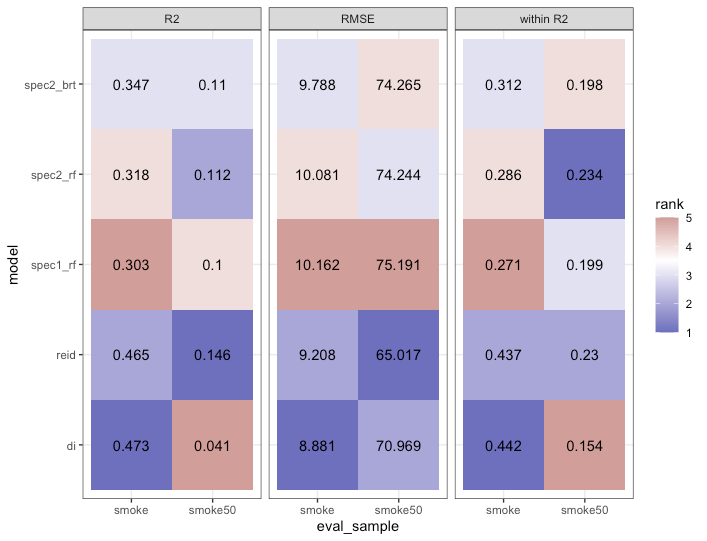 R2 RMSE within R2
spec2_brt 0.347 0.11 9.788 74.265 0.312 0.198
spec2_rf 0.318 0.112 10.081 74.244 0.286 0.234
spec1_rf 0.303 0.1 10.162 75.191 0.271 0.199
reid 0.465 0.146 9.208 65.017 0.437 0.23
di 0.473 0.041 8.881 70.969 0.442 0.154
smoke smoke50 smoke smoke50 smoke smoke50
eval_sample
model
rank
5
4
3
2
1